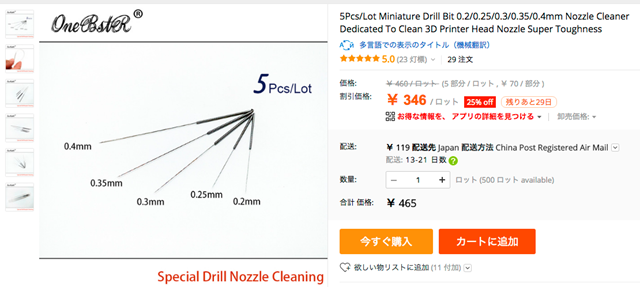 OneBstR®
5 Pcs/Lot
0.4mm
0.35mm
0.3mm
0.25mm
0.2mm
Special Drill Nozzle Cleaning
5Pcs/Lot Miniature Drill Bit 0.2/0.25/0.3/0.35/0.4mm Nozzle Cleaner
Dedicated To Clean 3D Printer Head Nozzle Super Toughness
多言語での表示のタイトル（機械翻訳）
5.0 (23 灯標) 29 注文
価格: ￥ 460 / ロット (5 部分 / ロット , ￥ 70 / 部分 )
割引価格: ￥ 346 / ロット 25% off 残りあと29日
お得な情報を、 アプリの詳細を見つける 卸売価格:
配送: ￥ 119 配送先 Japan 配送方法 China Post Registered Air Mail
配送: 13-21 日数 ?
数量: − 1 + ロット (500 ロット available)
合計 価格: ￥ 465
今すぐ購入 カートに追加
欲しい物リストに追加 (11 付加)